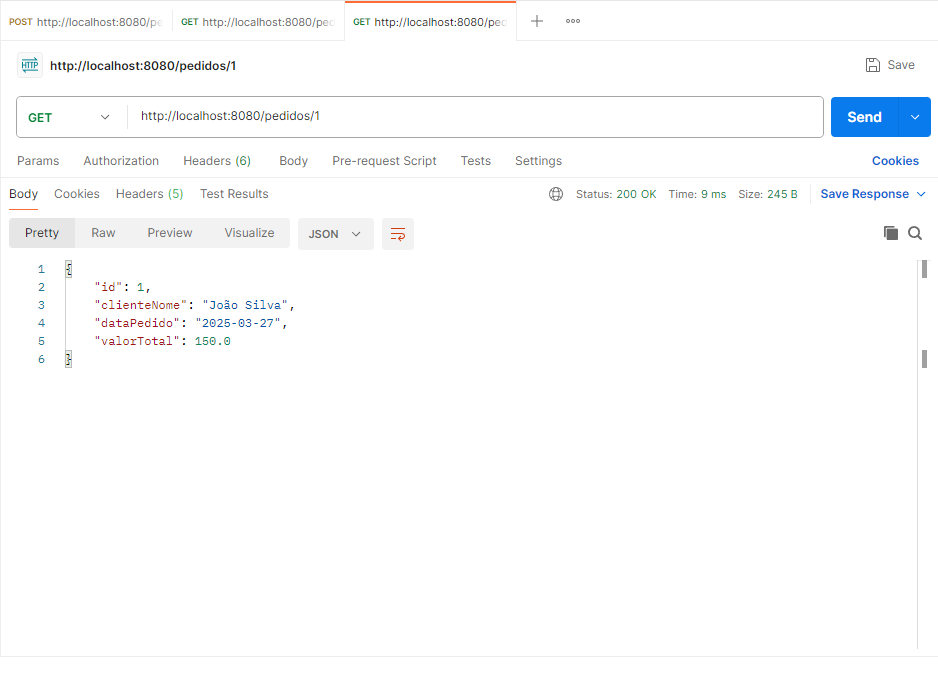 POST http://localhost:8080/pe GET http://localhost:8080/ped GET http://localhost:8080/ped
HTTP http://localhost:8080/pedidos/1 Save
GET http://localhost:8080/pedidos/1 Send
Params Authorization Headers (6) Body Pre-request Script Tests Settings Cookies
Body Cookies Headers (5) Test Results Status: 200 OK Time: 9 ms Size: 245 B Save Response
Pretty Raw Preview Visualize JSON
1 {
2 "id": 1,
3 "clienteNome": "João Silva",
4 "dataPedido": "2025-03-27",
5 "valorTotal": 150.0
6 }